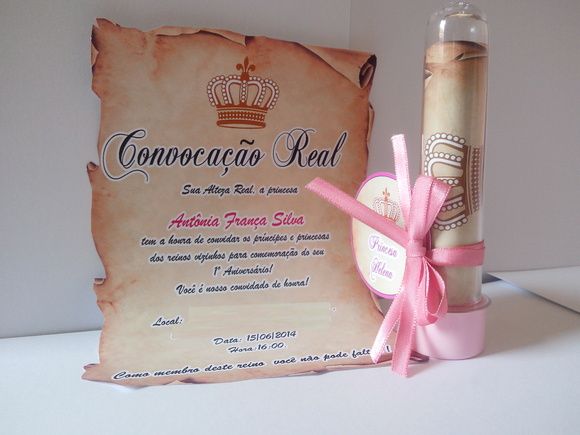 Convocação Real
Sua Alteza Real, a princesa
Antônia França Silva
tem a honra de convidar os príncipes e princesas
dos reinos vizinhos para comemoração do seu
1º Aniversário!
Você é nosso convidado de honra!
Local:
Data: 15/06/2014
Hora:16:00.
Como membro deste reino você não pode falt !
Princesa
Helena